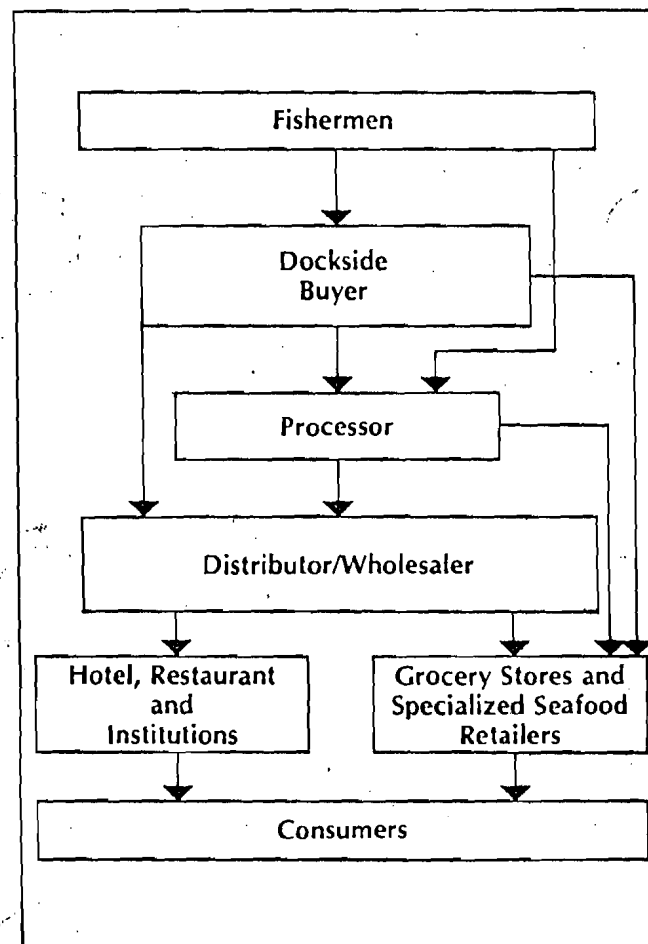 Fishermen
Dockside
Buyer
Processor
Distributor/Wholesaler
Hotel, Restaurant
and
Institutions
Grocery Stores and
Specialized Seafood
Retailers
Consumers